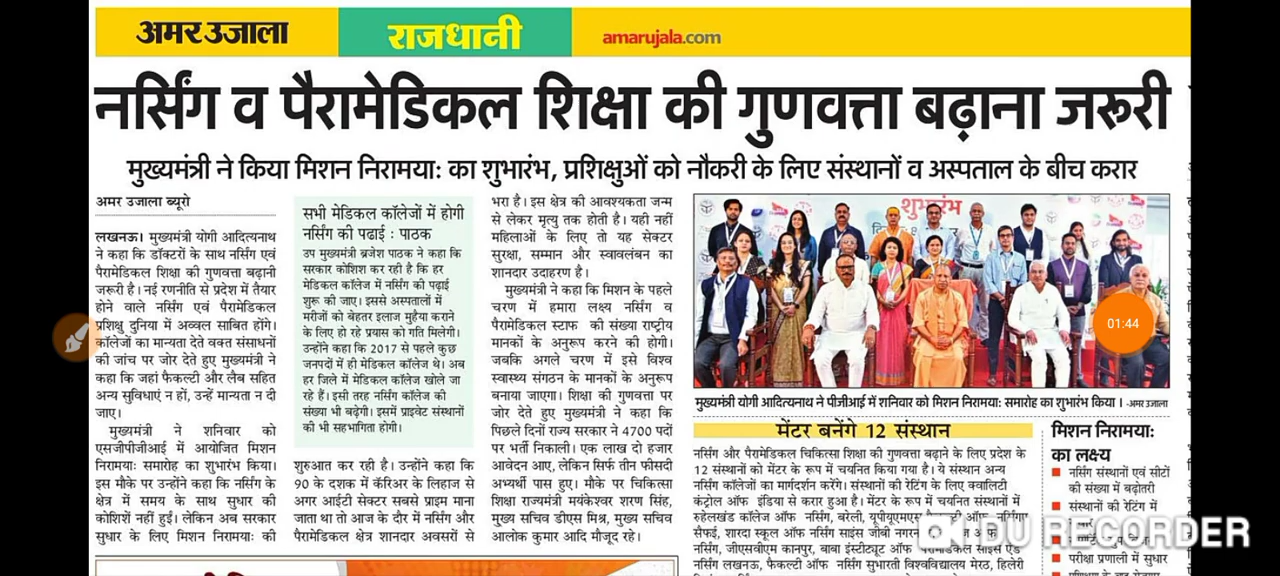 अमर उजाला
राजधानी
amarujala.com
नर्सिंग व पैरामेडिकल शिक्षा की गुणवत्ता बढ़ाना जरूरी
मुख्यमंत्री ने किया मिशन निरामयाः का शुभारंभ, प्रशिक्षुओं को नौकरी के लिए संस्थानों व अस्पताल के बीच करार
अमर उजाला ब्यूरो
लखनऊ। मुख्यमंत्री योगी आदित्यनाथ
ने कहा कि डॉक्टरों के साथ नर्सिंग एवं
पैरामेडिकल शिक्षा की गुणवत्ता बढ़ानी
जरूरी है। नई रणनीति से प्रदेश में तैयार
होने वाले नर्सिंग एवं पैरामेडिकल
प्रशिक्षु दुनिया में अव्वल साबित होंगे।
कॉलेजों का मान्यता देते वक्त संसाधनों
की जांच पर जोर देते हुए मुख्यमंत्री ने
कहा कि जहां फैकल्टी और लैब सहित
अन्य सुविधाएं न हों, उन्हें मान्यता न दी
जाए।
मुख्यमंत्री ने शनिवार को
एसजीपीजीआई में आयोजित मिशन
निरामयाः समारोह का शुभारंभ किया।
इस मौके पर उन्होंने कहा कि नर्सिंग के
क्षेत्र में समय के साथ सुधार की
कोशिशें नहीं हुईं। लेकिन अब सरकार
सुधार के लिए मिशन निरामयाः की
सभी मेडिकल कॉलेजों में होगी
नर्सिंग की पढाई : पाठक
उप मुख्यमंत्री ब्रजेश पाठक ने कहा कि
सरकार कोशिश कर रही है कि हर
मेडिकल कॉलेज में नर्सिंग की पढ़ाई
शुरू की जाए। इससे अस्पतालों में
मरीजों को बेहतर इलाज मुहैया कराने
के लिए हो रहे प्रयास को गति मिलेगी।
उन्होंने कहा कि 2017 से पहले कुछ
जनपदों में ही मेडिकल कॉलेज थे। अब
हर जिले में मेडिकल कॉलेज खोले जा
रहे हैं। इसी तरह नर्सिंग कॉलेज की
संख्या भी बढ़ेगी। इसमें प्राइवेट संस्थानों
की भी सहभागिता होगी।
शुरुआत कर रही है। उन्होंने कहा कि
90 के दशक में कॅरिअर के लिहाज से
अगर आईटी सेक्टर सबसे प्राइम माना
जाता था तो आज के दौर में नर्सिंग और
पैरामेडिकल क्षेत्र शानदार अवसरों से
भरा है। इस क्षेत्र की आवश्यकता जन्म
से लेकर मृत्यु तक होती है। यही नहीं
महिलाओं के लिए तो यह सेक्टर
सुरक्षा, सम्मान और स्वावलंबन का
शानदार उदाहरण है।
मुख्यमंत्री ने कहा कि मिशन के पहले
चरण में हमारा लक्ष्य नर्सिंग व
पैरामेडिकल स्टाफ की संख्या राष्ट्रीय
मानकों के अनुरूप करने की होगी।
जबकि अगले चरण में इसे विश्व
स्वास्थ्य संगठन के मानकों के अनुरूप
बनाया जाएगा। शिक्षा की गुणवत्ता पर
जोर देते हुए मुख्यमंत्री ने कहा कि
पिछले दिनों राज्य सरकार ने 4700 पदों
पर भर्ती निकाली। एक लाख दो हजार
आवेदन आए, लेकिन सिर्फ तीन फीसदी
अभ्यर्थी पास हुए। मौके पर चिकित्सा
शिक्षा राज्यमंत्री मयंकेश्वर शरण सिंह,
मुख्य सचिव डीएस मिश्र, मुख्य सचिव
आलोक कुमार आदि मौजूद रहे।
शुभारंभ
01:44
मुख्यमंत्री योगी आदित्यनाथ ने पीजीआई में शनिवार को मिशन निरामयाः समारोह का शुभारंभ किया। -अमर उजाला
मेंटर बनेंगे 12 संस्थान
नर्सिंग और पैरामेडिकल चिकित्सा शिक्षा की गुणवत्ता बढ़ाने के लिए प्रदेश के
12 संस्थानों को मेंटर के रूप में चयनित किया गया है। ये संस्थान अन्य
नर्सिंग कॉलेजों का मार्गदर्शन करेंगे। संस्थानों की रेटिंग के लिए क्वालिटी
कंट्रोल ऑफ इंडिया से करार हुआ है। मेंटर के रूप में चयनित संस्थानों में
रुहेलखंड कॉलेज ऑफ नर्सिंग, बरेली, यूपीयूएमएस
सैफई, शारदा स्कूल ऑफ नर्सिंग साइंस जोबी
नर्सिंग, जीएसवीएम कानपुर, बाबा इंस्टीट्यूट ऑफ पैरामेडिकल साइंस एंड
नर्सिंग लखनऊ, फैकल्टी ऑफ नर्सिंग सुभारती विश्वविद्यालय मेरठ, हिलेरी
मिशन निरामयाः
का लक्ष्य
नर्सिंग संस्थानों एवं सीटों
की संख्या में बढ़ोतरी
संस्थानों की रेटिंग में
परीक्षा प्रणाली में सुधार
DU RECORDER